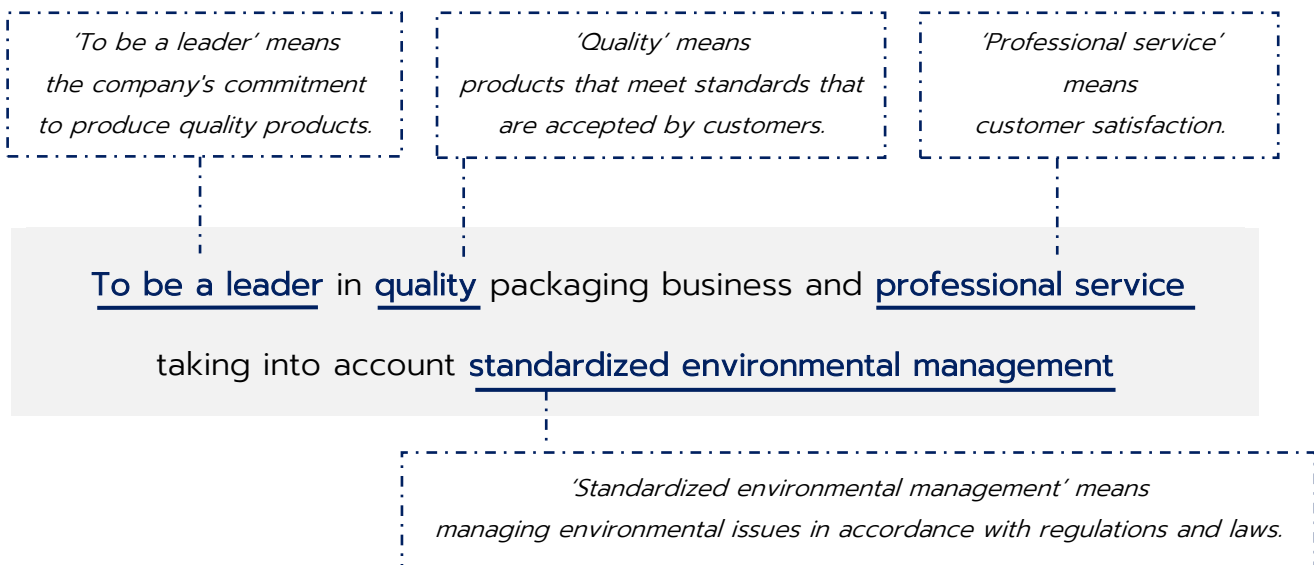 ‘To be a leader’ means
the company's commitment
to produce quality products.
‘Quality’ means
products that meet standards that
are accepted by customers.
‘Professional service’
means
customer satisfaction.
To be a leader in quality packaging business and professional service
taking into account standardized environmental management
‘Standardized environmental management’ means
managing environmental issues in accordance with regulations and laws.